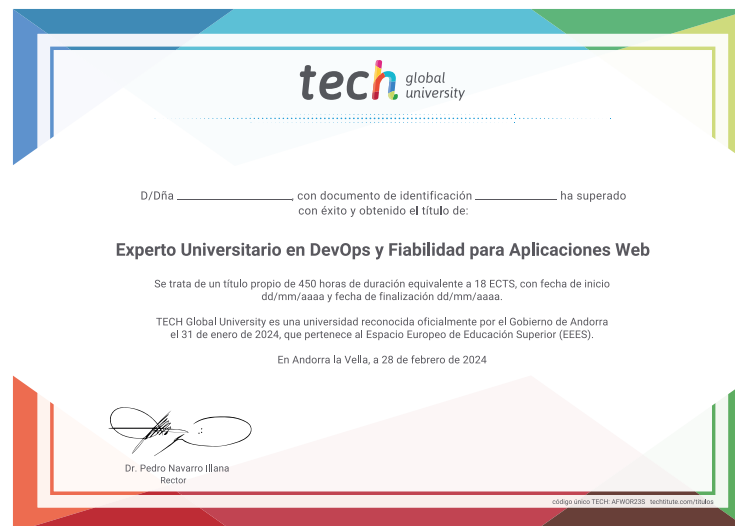 tech global university
D/Dña ______________________, con documento de identificación ______________ ha superado
con éxito y obtenido el título de:
Experto Universitario en DevOps y Fiabilidad para Aplicaciones Web
Se trata de un título propio de 450 horas de duración equivalente a 18 ECTS, con fecha de inicio
dd/mm/aaaa y fecha de finalización dd/mm/aaaa.
TECH Global University es una universidad reconocida oficialmente por el Gobierno de Andorra
el 31 de enero de 2024, que pertenece al Espacio Europeo de Educación Superior (EEES).
En Andorra la Vella, a 28 de febrero de 2024
Dr. Pedro Navarro Illana
Rector
código único TECH: AFWOR23S techtitute.com/titulos